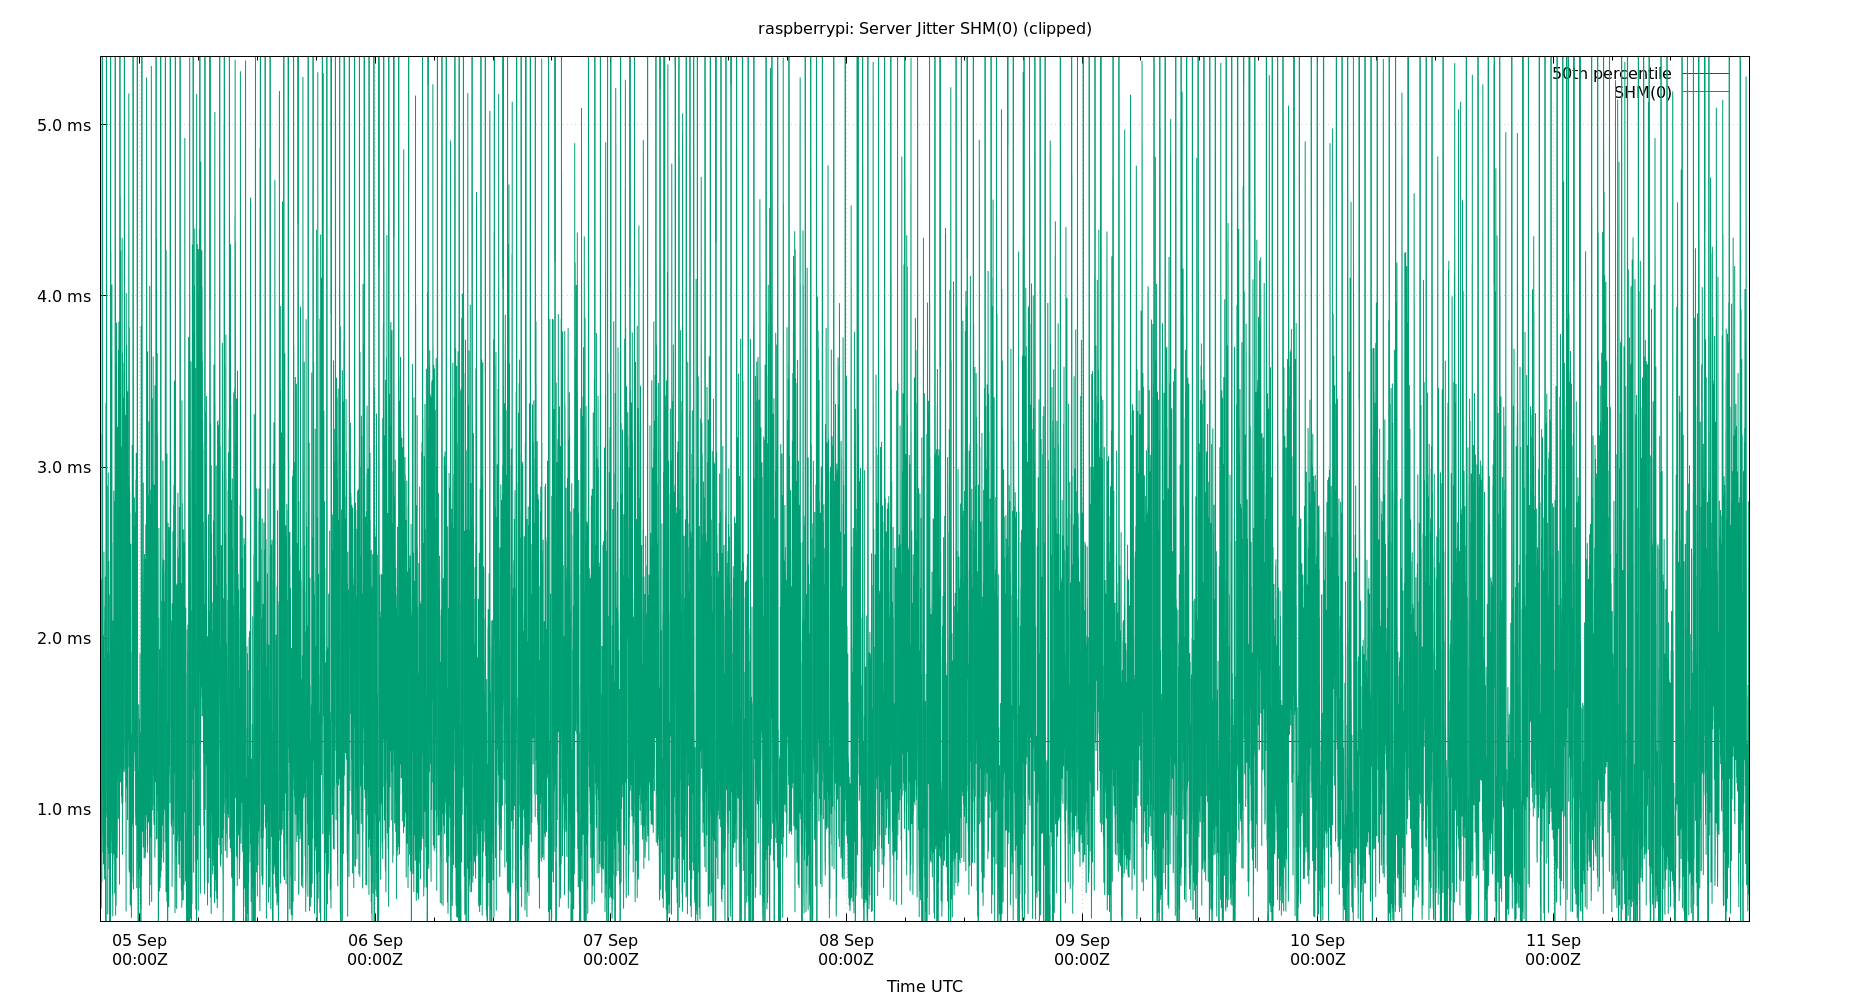 raspberrypi: Server Jitter SHM(0) (clipped)
50th percentile
SHM(0)
5.0 ms
4.0 ms
3.0 ms
2.0 ms
1.0 ms
05 Sep 06 Sep 07 Sep 08 Sep 09 Sep 10 Sep 11 Sep
00:00Z 00:00Z 00:00Z 00:00Z 00:00Z 00:00Z 00:00Z
Time UTC